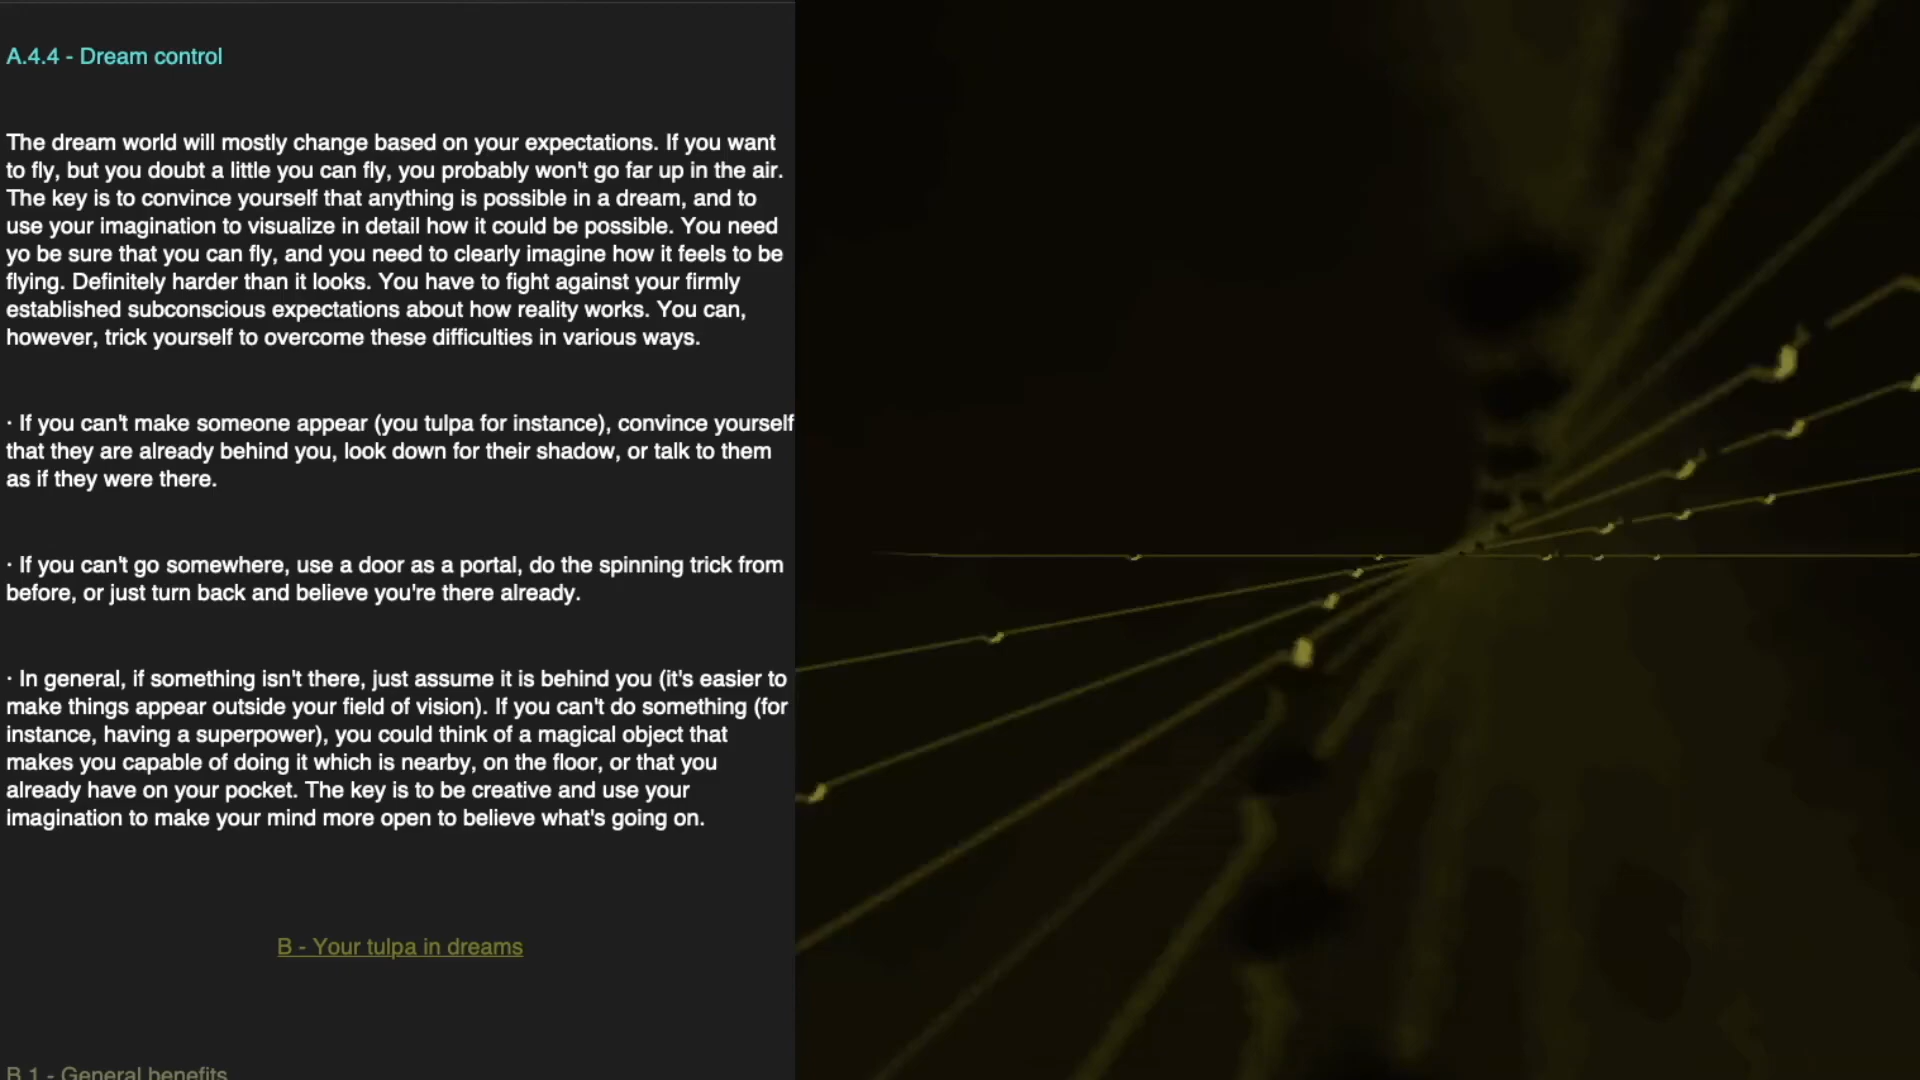 A.4.4 - Dream control
The dream world will mostly change based on your expectations. If you want
to fly, but you doubt a little you can fly, you probably won't go far up in the air.
The key is to convince yourself that anything is possible in a dream, and to
use your imagination to visualize in detail how it could be possible. You need
yo be sure that you can fly, and you need to clearly imagine how it feels to be
flying. Definitely harder than it looks. You have to fight against your firmly
established subconscious expectations about how reality works. You can,
however, trick yourself to overcome these difficulties in various ways.
· If you can't make someone appear (you tulpa for instance), convince yourself
that they are already behind you, look down for their shadow, or talk to them
as if they were there.
· If you can't go somewhere, use a door as a portal, do the spinning trick from
before, or just turn back and believe you're there already.
· In general, if something isn't there, just assume it is behind you (it's easier to
make things appear outside your field of vision). If you can't do something (for
instance, having a superpower), you could think of a magical object that
makes you capable of doing it which is nearby, on the floor, or that you
already have on your pocket. The key is to be creative and use your
imagination to make your mind more open to believe what's going on.
B - Your tulpa in dreams
B.1 - General benefits